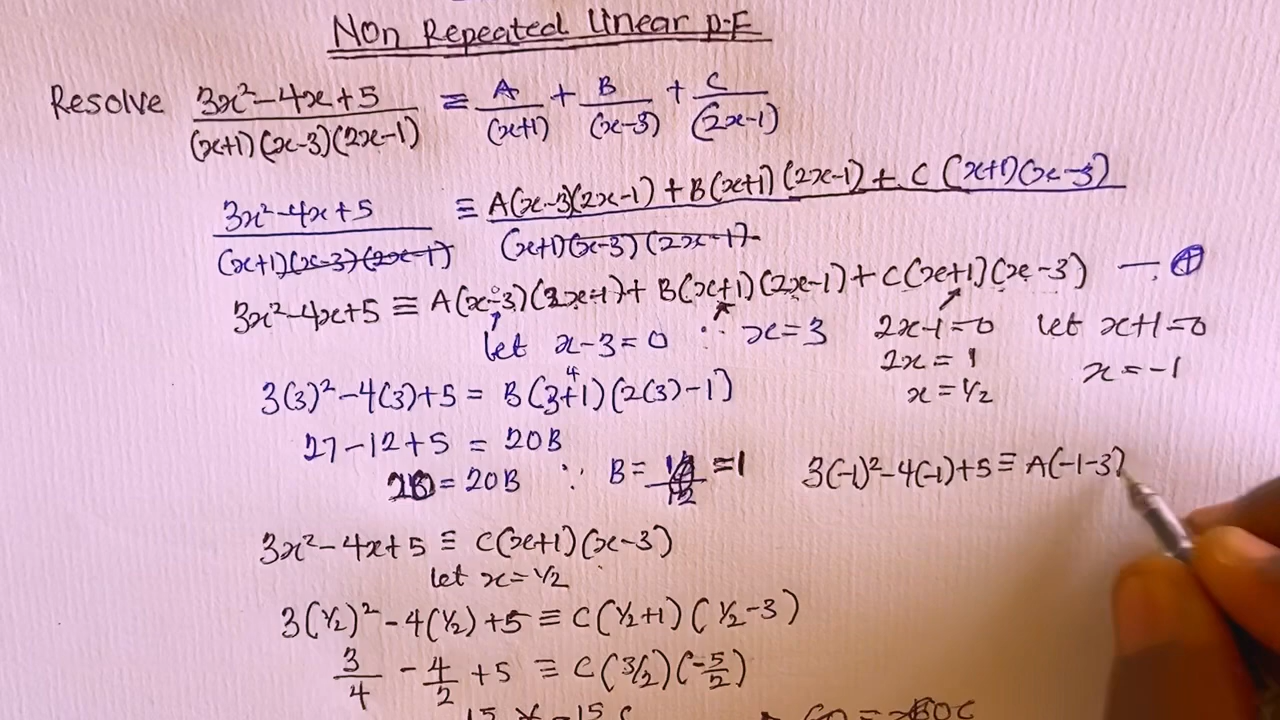 Non Repeated Linear P.F
Resolve (3x²-4x+5)/((x+1)(x-3)(2x-1)) ≡ A/(x+1) + B/(x-3) + C/(2x-1)
(3x²-4x+5)/((x+1)(x-3)(2x-1)) ≡ (A(x-3)(2x-1) + B(x+1)(2x-1) + C(x+1)(x-3))/((x+1)(x-3)(2x-1))
3x²-4x+5 ≡ A(x-3)(2x-1) + B(x+1)(2x-1) + C(x+1)(x-3)
let x-3=0 ∵ x=3
2x-1=0
2x=1
x=1/2
let x+1=0
x=-1
3(3)²-4(3)+5 = B(3+1)(2(3)-1)
4
27-12+5 = 20B
20=20B ∵ B= =1
3x²-4x+5 ≡ C(x+1)(x-3)
let x=1/2
3(1/2)²-4(1/2)+5 ≡ C(1/2+1)(1/2-3)
3/4 - 4/2 + 5 ≡ C(3/2)(-5/2)
3(-1)²-4(-1)+5 ≡ A(-1-3)